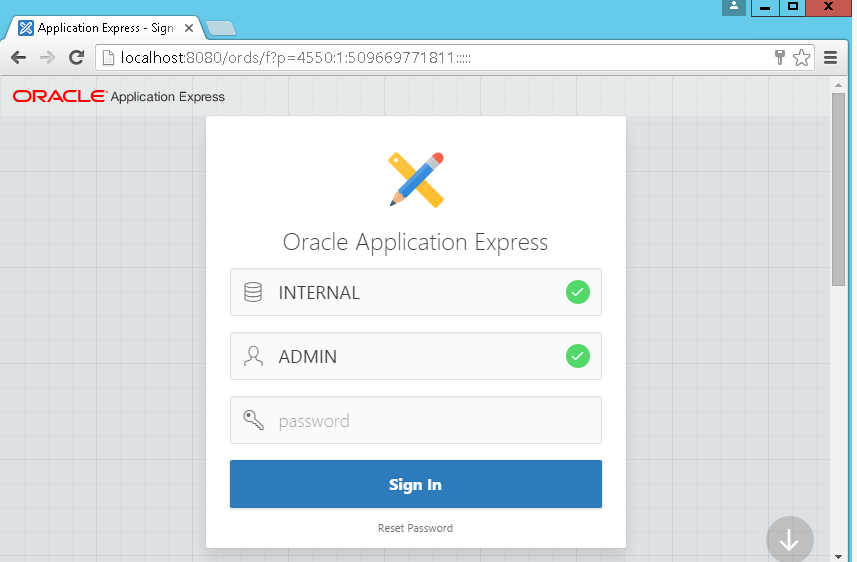 Application Express - Sign
localhost:8080/ords/f?p=4550:1:509669771811:::::
ORACLE Application Express
Oracle Application Express
INTERNAL
ADMIN
password
Sign In
Reset Password